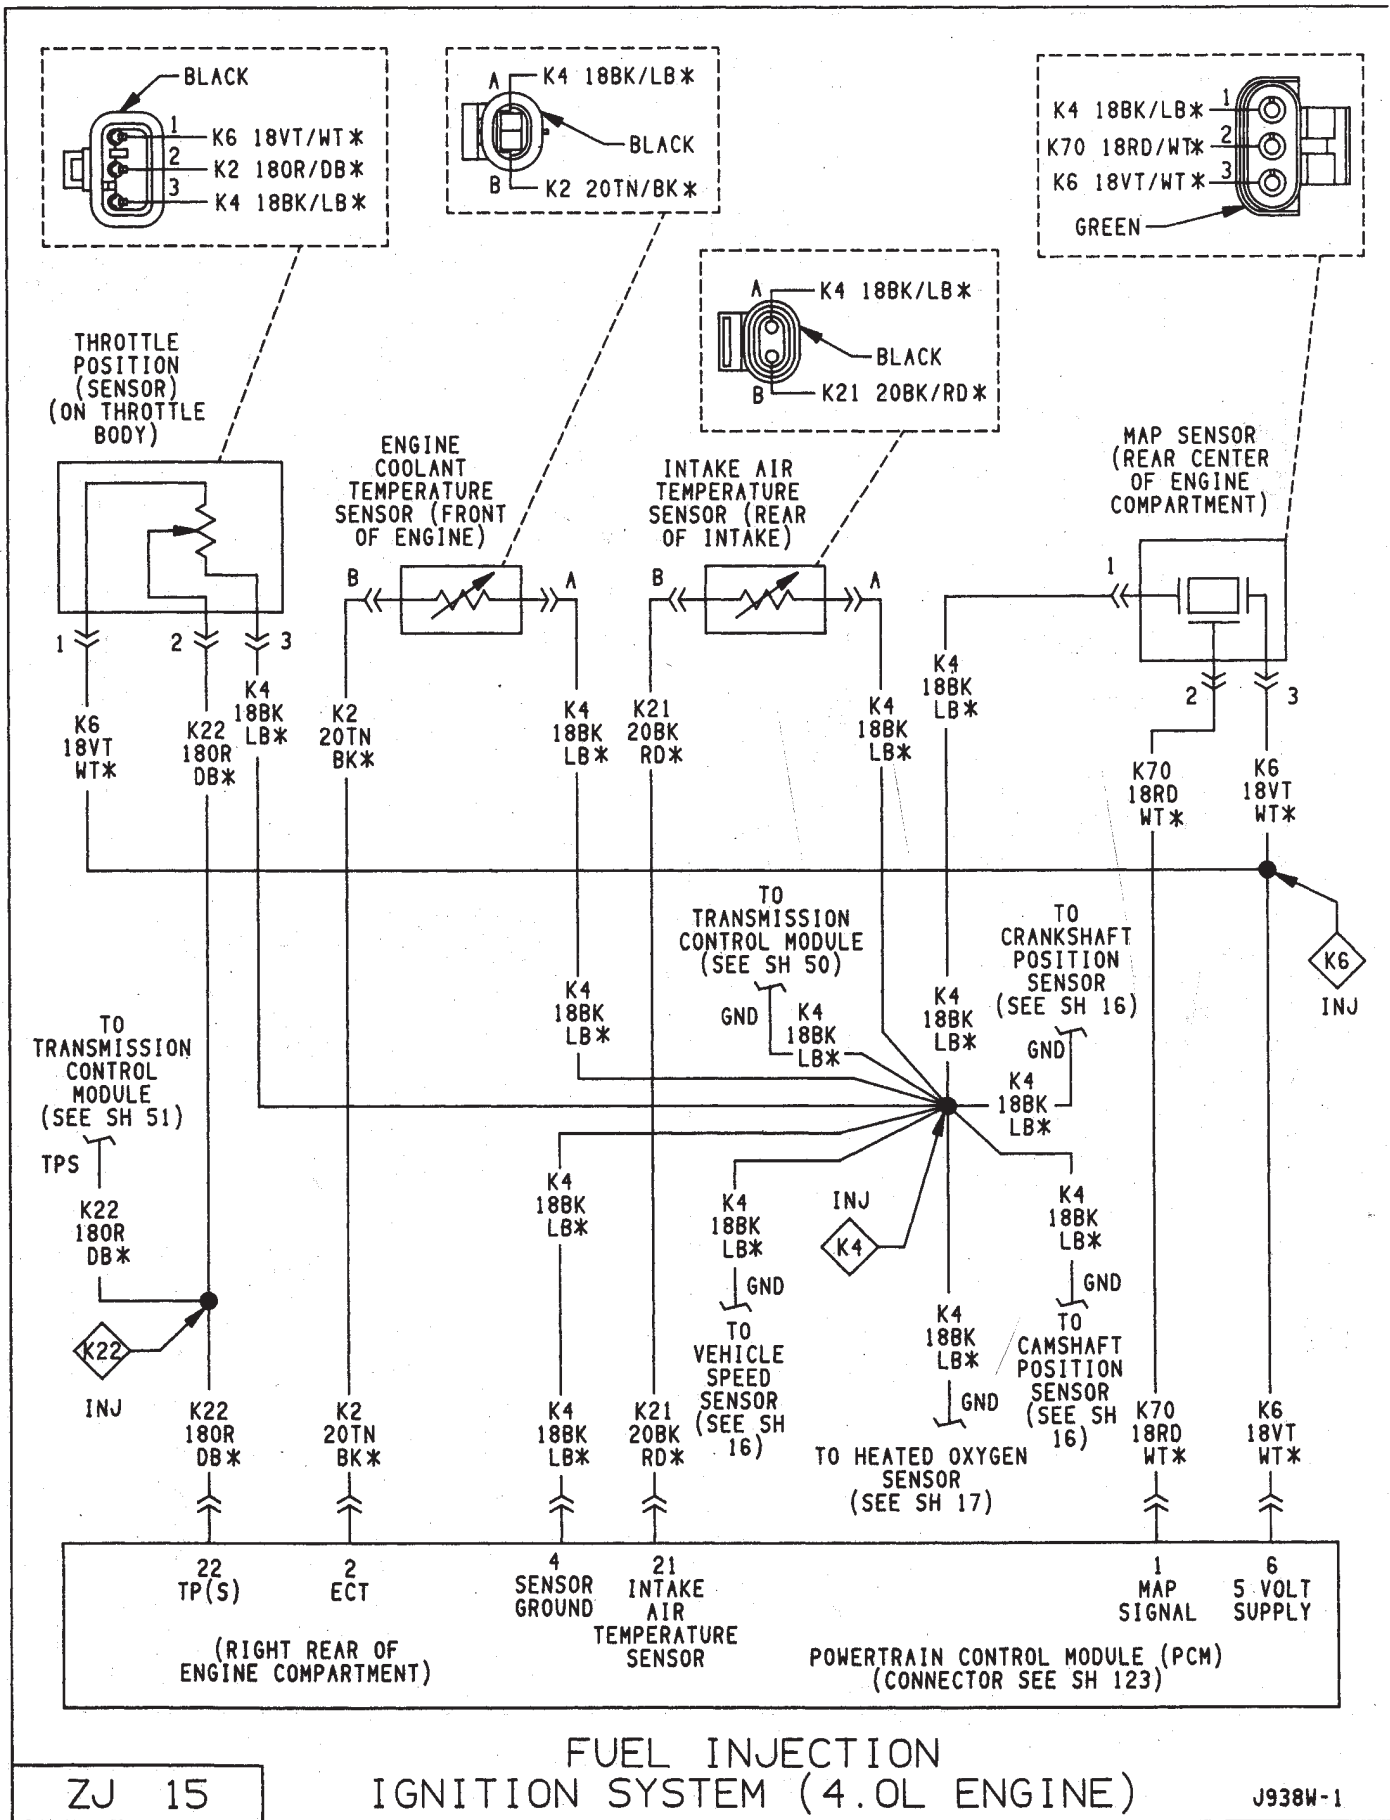 BLACK
1
K6 18VT/WT*
2
K2 18OR/DB*
3
K4 18BK/LB*
A
K4 18BK/LB*
BLACK
B
K2 20TN/BK*
K4 18BK/LB*
1
K70 18RD/WT*
2
K6 18VT/WT*
3
GREEN
A
K4 18BK/LB*
BLACK
B
K21 20BK/RD*
THROTTLE
POSITION
(SENSOR)
(ON THROTTLE
BODY)
ENGINE
COOLANT
TEMPERATURE
SENSOR (FRONT
OF ENGINE)
INTAKE AIR
TEMPERATURE
SENSOR (REAR
OF INTAKE)
MAP SENSOR
(REAR CENTER
OF ENGINE
COMPARTMENT)
B
A
B
A
1
1
2
3
2
3
K6
18VT
WT*
K22
18OR
DB*
K4
18BK
LB*
K2
20TN
BK*
K4
18BK
LB*
K21
20BK
RD*
K4
18BK
LB*
K4
18BK
LB*
K70
18RD
WT*
K6
18VT
WT*
TO
TRANSMISSION
CONTROL MODULE
(SEE SH 50)
GND
K4
18BK
LB*
TO
CRANKSHAFT
POSITION
SENSOR
(SEE SH 16)
GND
K4
18BK
LB*
K6
INJ
K4
18BK
LB*
K4
18BK
LB*
TO
TRANSMISSION
CONTROL
MODULE
(SEE SH 51)
TPS
K22
18OR
DB*
K22
INJ
K4
18BK
LB*
K4
18BK
LB*
GND
TO
VEHICLE
SPEED
SENSOR
(SEE SH
16)
INJ
K4
K4
18BK
LB*
GND
TO HEATED OXYGEN
SENSOR
(SEE SH 17)
K4
18BK
LB*
GND
TO
CAMSHAFT
POSITION
SENSOR
(SEE SH
16)
K22
18OR
DB*
K2
20TN
BK*
K4
18BK
LB*
K21
20BK
RD*
K70
18RD
WT*
K6
18VT
WT*
22
TP(S)
2
ECT
4
SENSOR
GROUND
21
INTAKE
AIR
TEMPERATURE
SENSOR
1
MAP
SIGNAL
6
5 VOLT
SUPPLY
(RIGHT REAR OF
ENGINE COMPARTMENT)
POWERTRAIN CONTROL MODULE (PCM)
(CONNECTOR SEE SH 123)
FUEL INJECTION
IGNITION SYSTEM (4.0L ENGINE)
ZJ 15
J938W-1